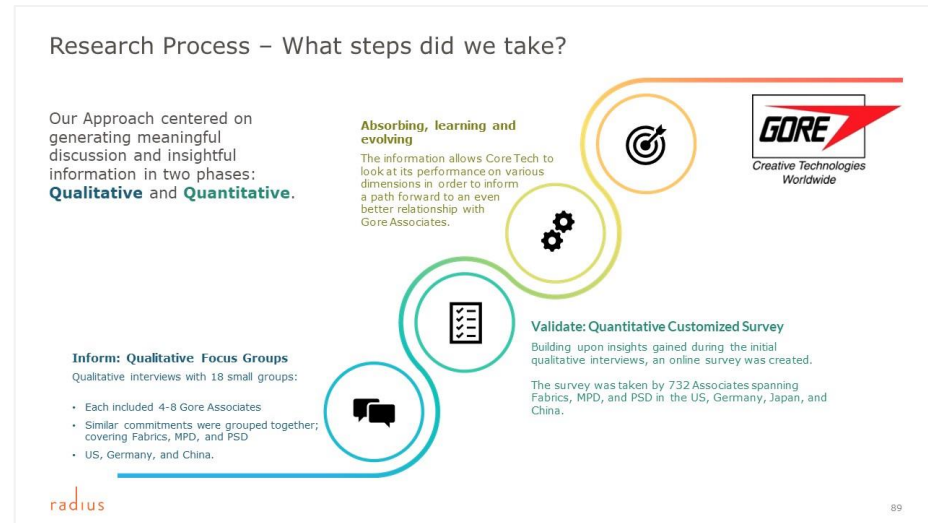 Research Process – What steps did we take?
Our Approach centered on
generating meaningful
discussion and insightful
information in two phases:
Qualitative and Quantitative.
Absorbing, learning and
evolving
The information allows Core Tech to
look at its performance on various
dimensions in order to inform
a path forward to an even
better relationship with
Gore Associates.
GORE
Creative Technologies
Worldwide
Inform: Qualitative Focus Groups
Qualitative interviews with 18 small groups:
• Each included 4-8 Gore Associates
• Similar commitments were grouped together;
covering Fabrics, MPD, and PSD
• US, Germany, and China.
Validate: Quantitative Customized Survey
Building upon insights gained during the initial
qualitative interviews, an online survey was created.
The survey was taken by 732 Associates spanning
Fabrics, MPD, and PSD in the US, Germany, Japan, and
China.
radius
89